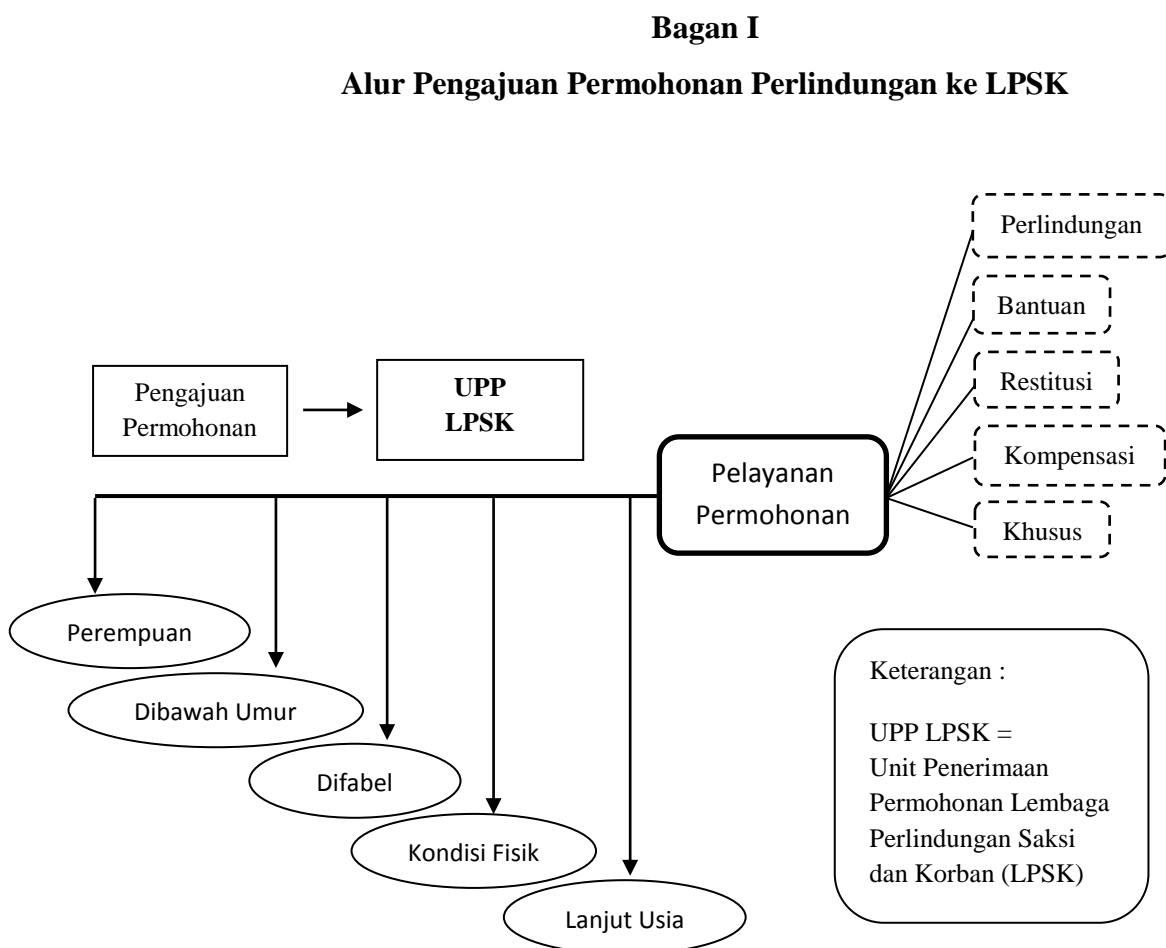 Bagan I
Alur Pengajuan Permohonan Perlindungan ke LPSK
Perlindungan
Bantuan
Restitusi
Kompensasi
Khusus
Pengajuan
Permohonan
UPP
LPSK
Pelayanan
Permohonan
Perempuan
Dibawah Umur
Difabel
Kondisi Fisik
Lanjut Usia
Keterangan :
UPP LPSK =
Unit Penerimaan
Permohonan Lembaga
Perlindungan Saksi
dan Korban (LPSK)